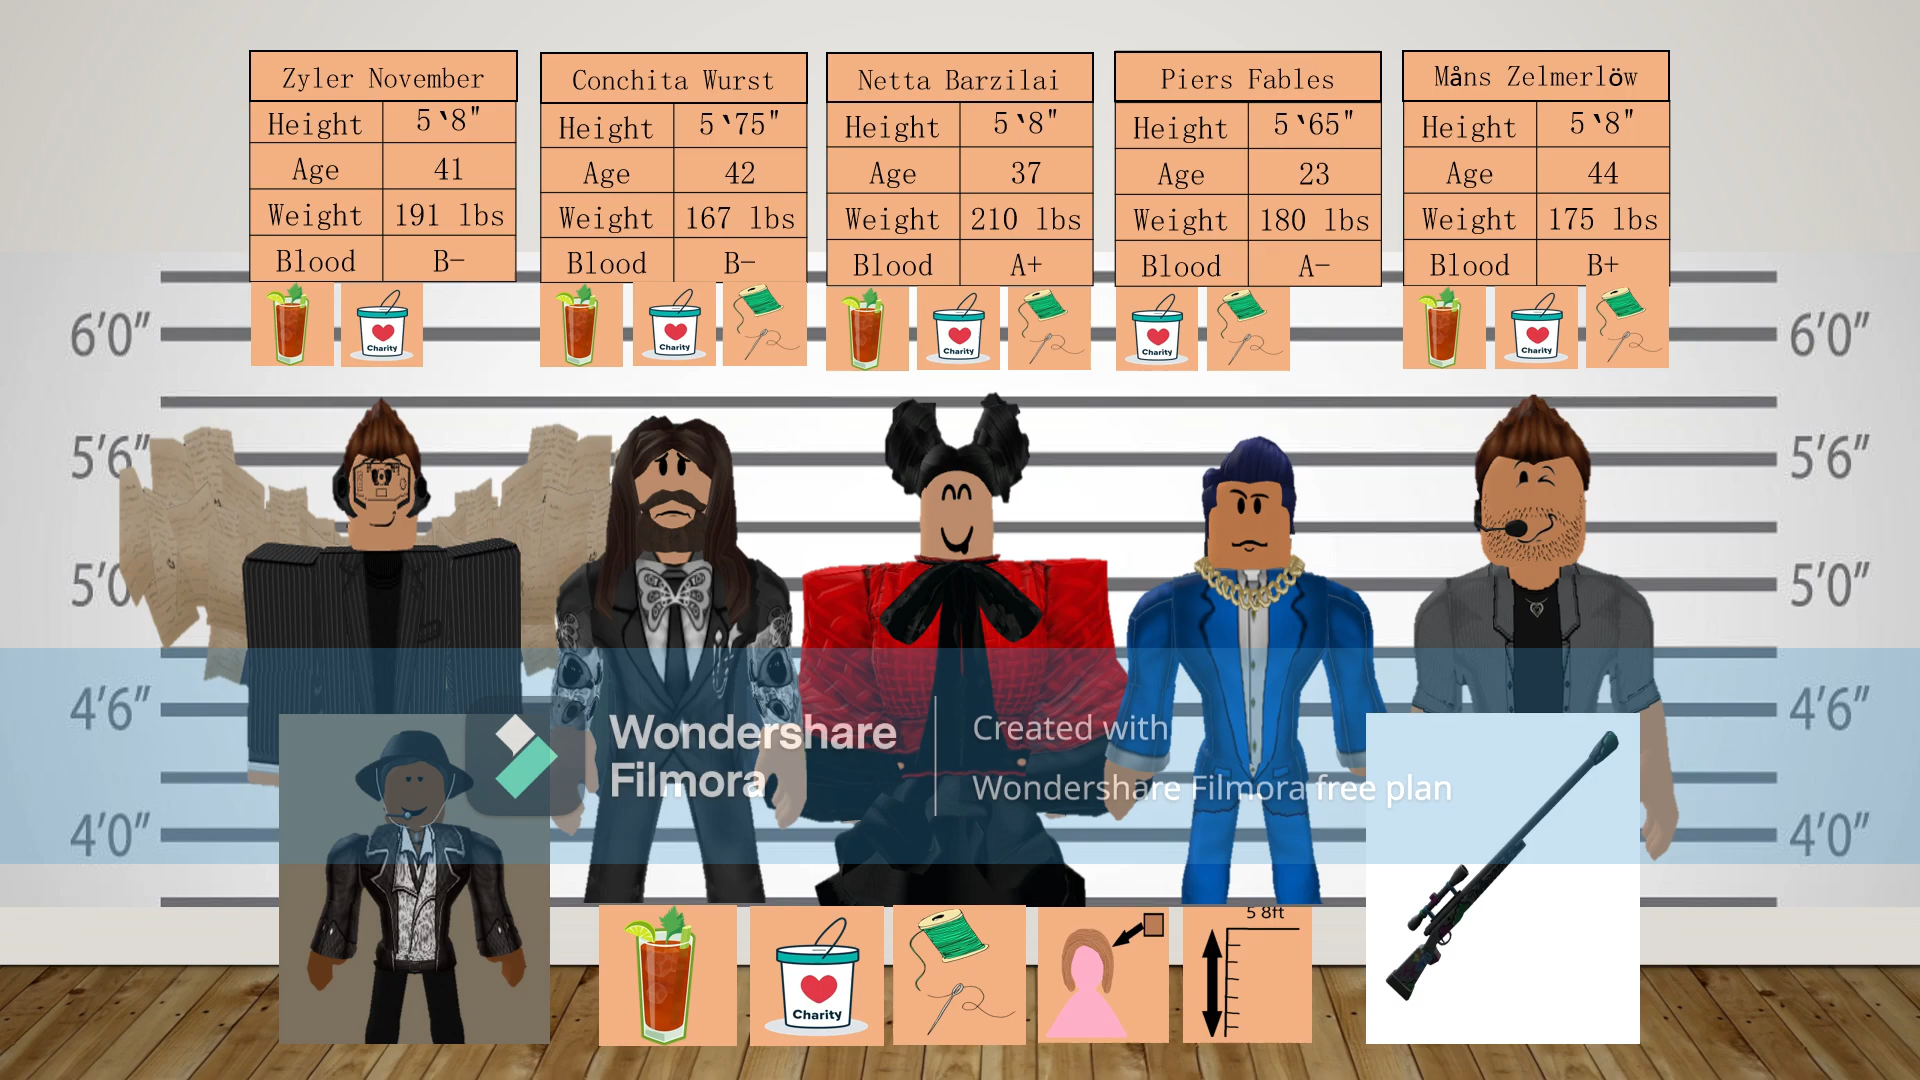 Zyler November
Height 5`8"
Age 41
Weight 191 lbs
Blood B-
Conchita Wurst
Height 5`75"
Age 42
Weight 167 lbs
Blood B-
Netta Barzilai
Height 5`8"
Age 37
Weight 210 lbs
Blood A+
Piers Fables
Height 5`65"
Age 23
Weight 180 lbs
Blood A-
Måns Zelmerlöw
Height 5`8"
Age 44
Weight 175 lbs
Blood B+
Charity
Charity
Charity
Charity
Charity
6'0" 6'0"
5'6" 5'6"
5'0 5'0"
4'6" 4'6"
4'0" 4'0"
Wondershare
Filmora
Created with
Wondershare Filmora free plan
Charity
5 8ft